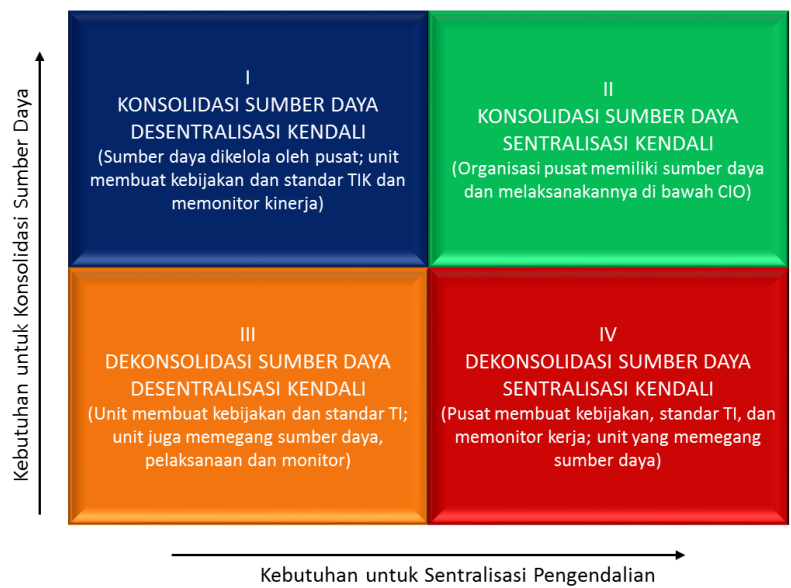 Kebutuhan untuk Konsolidasi Sumber Daya
I
KONSOLIDASI SUMBER DAYA
DESENTRALISASI KENDALI
(Sumber daya dikelola oleh pusat; unit
membuat kebijakan dan standar TIK dan
memonitor kinerja)
II
KONSOLIDASI SUMBER DAYA
SENTRALISASI KENDALI
(Organisasi pusat memiliki sumber daya
dan melaksanakannya di bawah CIO)
III
DEKONSOLIDASI SUMBER DAYA
DESENTRALISASI KENDALI
(Unit membuat kebijakan dan standar TI;
unit juga memegang sumber daya,
pelaksanaan dan monitor)
IV
DEKONSOLIDASI SUMBER DAYA
SENTRALISASI KENDALI
(Pusat membuat kebijakan, standar TI, dan
memonitor kerja; unit yang memegang
sumber daya)
Kebutuhan untuk Sentralisasi Pengendalian